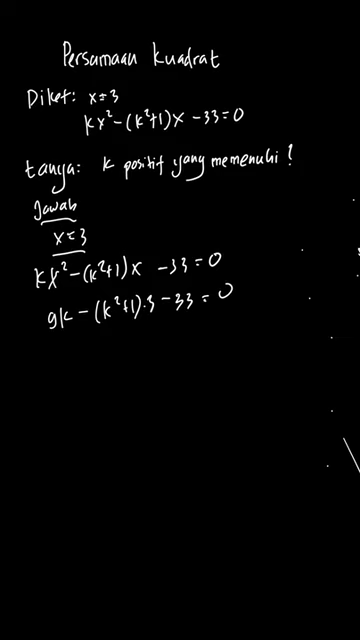 Persamaan Kuadrat
Diket: x = 3
kx² - (k²+1)x - 33 = 0
tanya: k positif yang memenuhi?
Jawab
x = 3
kx² - (k²+1)x - 33 = 0
9k - (k²+1).3 - 33 = 0